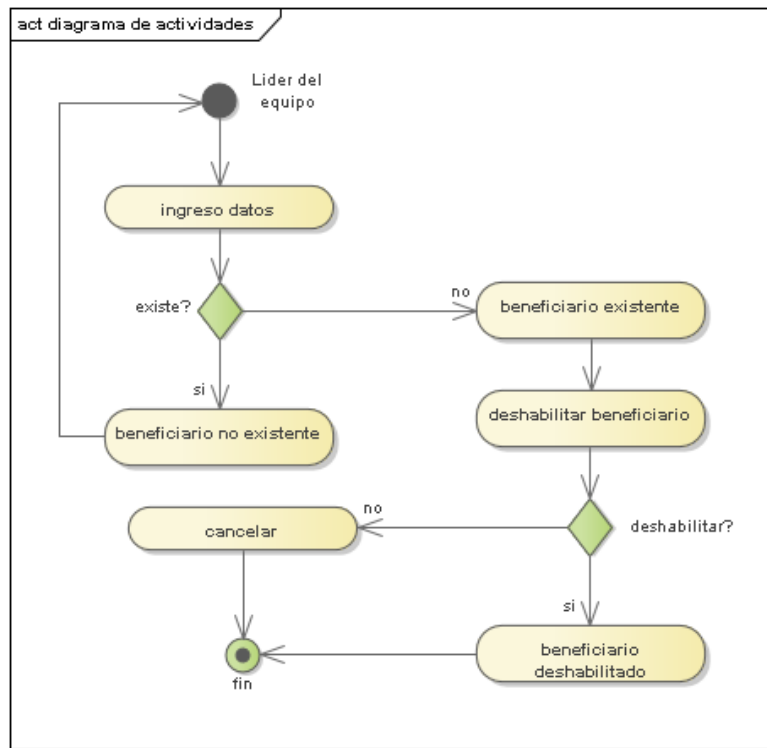 act diagrama de actividades
Lider del
equipo
ingreso datos
existe?
no
beneficiario existente
si
beneficiario no existente
deshabilitar beneficiario
no
cancelar
deshabilitar?
si
beneficiario
deshabilitado
fin